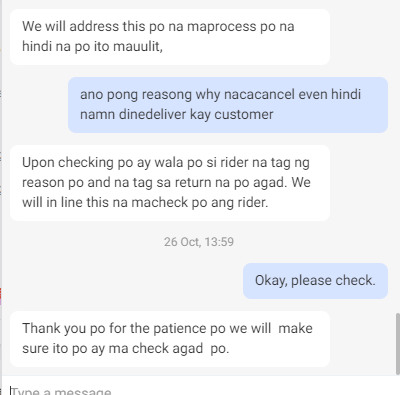 We will address this po na maprocess po na
hindi na po ito mauulit,
ano pong reasong why nacacancel even hindi
namn dinedeliver kay customer
Upon checking po ay wala po si rider na tag ng
reason po and na tag sa return na po agad. We
will in line this na macheck po ang rider.
26 Oct, 13:59
Okay, please check.
Thank you po for the patience po we will make
sure ito po ay ma check agad po.
Type a message